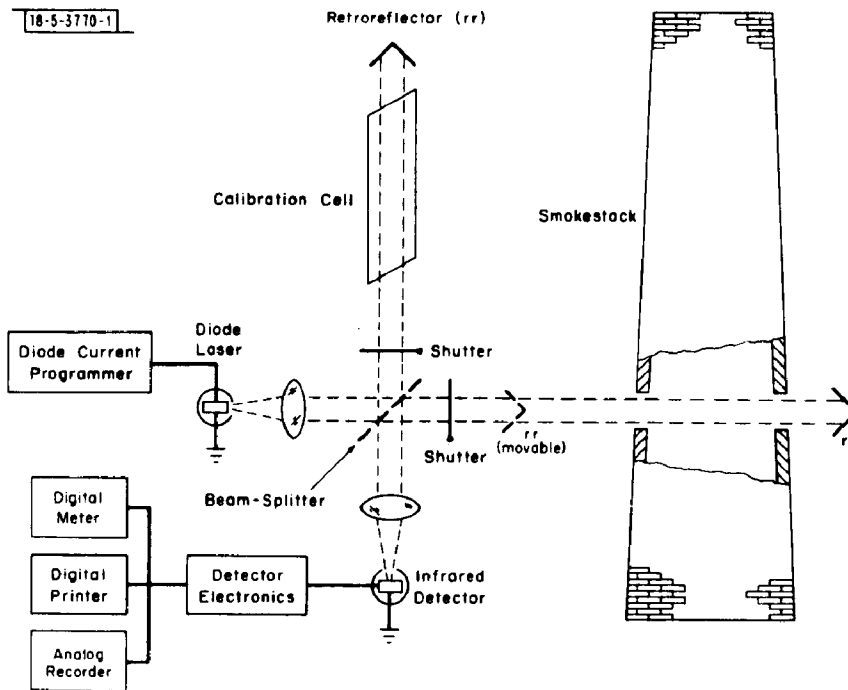 18-5-3770-1
Retroreflector (rr)
Calibration Cell
Smokestack
Diode
Laser
Diode Current
Programmer
Shutter
rr
(movable)
Shutter
r
Beam-Splitter
Digital
Meter
Digital
Printer
Detector
Electronics
Infrared
Detector
Analog
Recorder